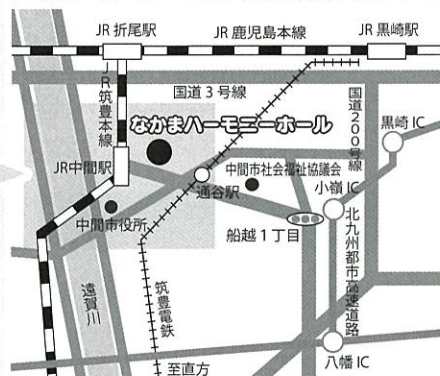 JR 折尾駅
JR 鹿児島本線
JR 黒崎駅
JR筑豊本線
国道3号線
国道200号線
黒崎 IC
なかまハーモニーホール
JR中間駅
中間市社会福祉協議会
通谷駅
小嶺 IC
中間市役所
船越1丁目
北九州都市高速道路
遠賀川
筑豊電鉄
八幡 IC
至直方